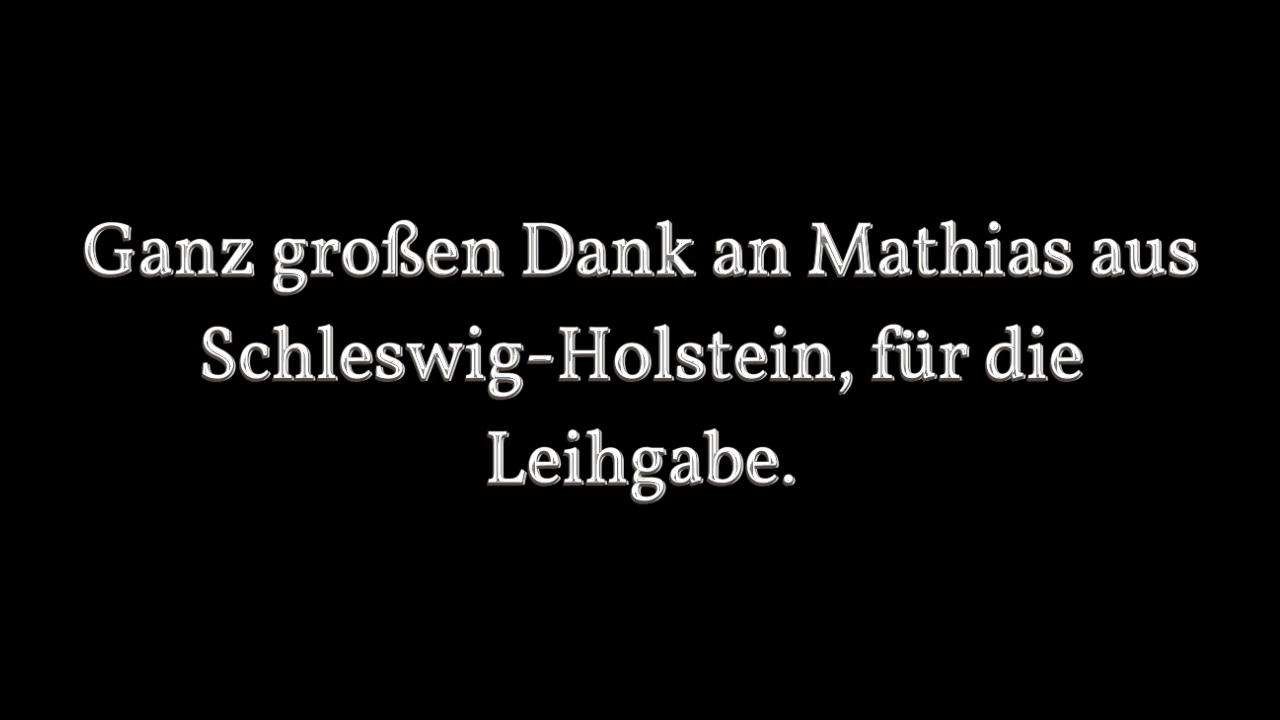 Ganz großen Dank an Mathias aus
Schleswig-Holstein, für die
Leihgabe.